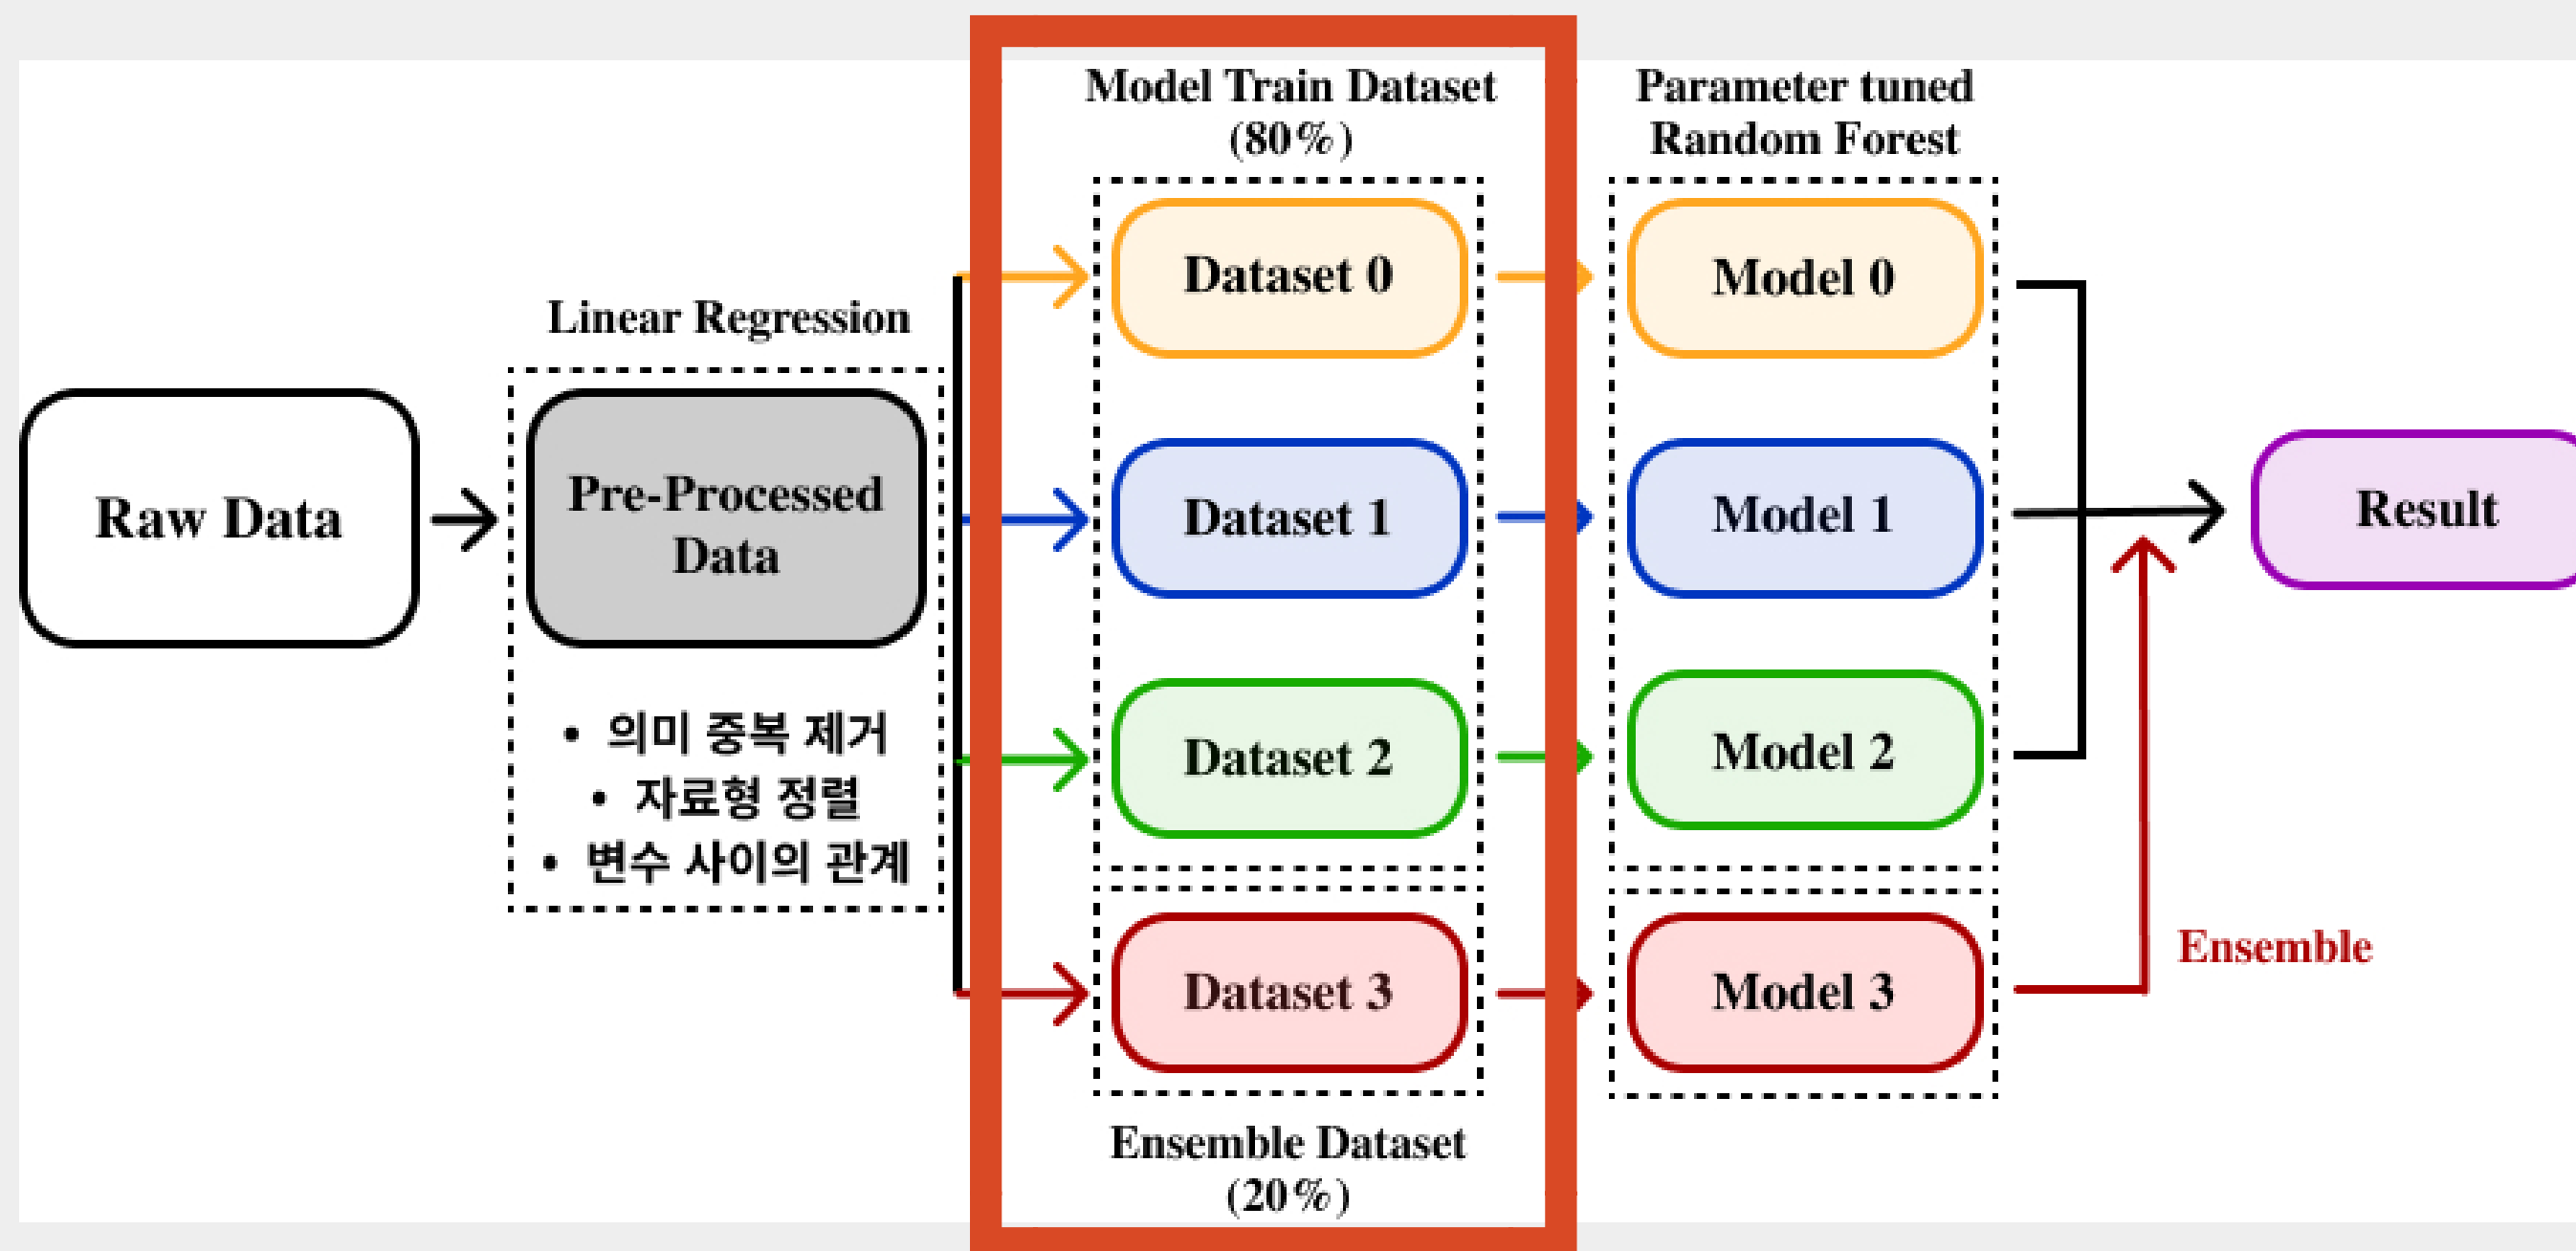 Raw Data
Linear Regression
Pre-Processed
Data
• 의미 중복 제거
• 자료형 정렬
• 변수 사이의 관계
Model Train Dataset
(80%)
Dataset 0
Dataset 1
Dataset 2
Dataset 3
Ensemble Dataset
(20%)
Parameter tuned
Random Forest
Model 0
Model 1
Model 2
Model 3
Ensemble
Result